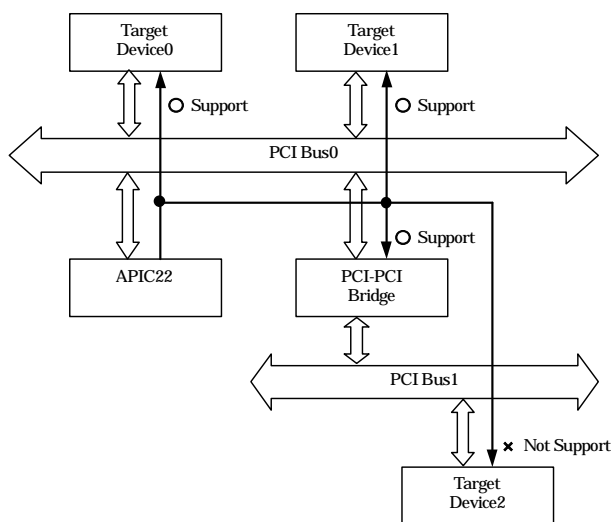 Target
Device0
Target
Device1
Support
Support
PCI Bus0
Support
APIC22
PCI-PCI
Bridge
PCI Bus1
× Not Support
Target
Device2